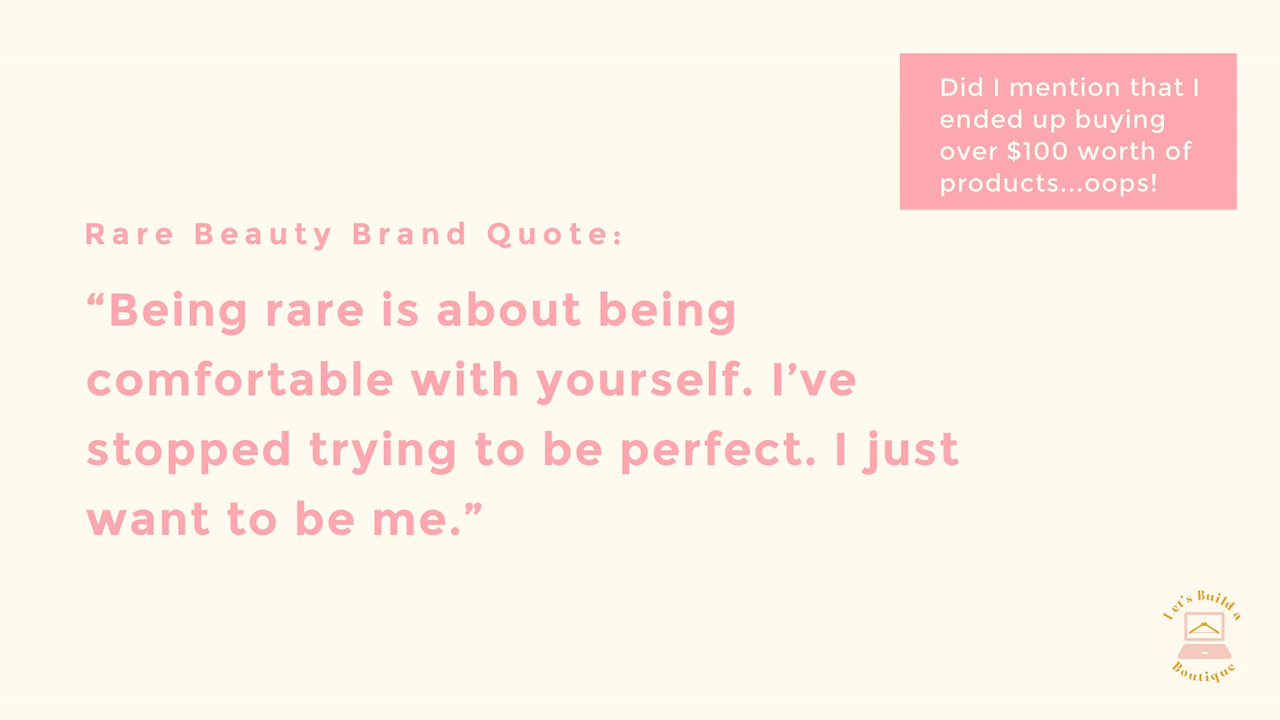 Did I mention that I
ended up buying
over $100 worth of
products...oops!
Rare Beauty Brand Quote:
“Being rare is about being
comfortable with yourself. I’ve
stopped trying to be perfect. I just
want to be me.”
Let's Build a
Boutique